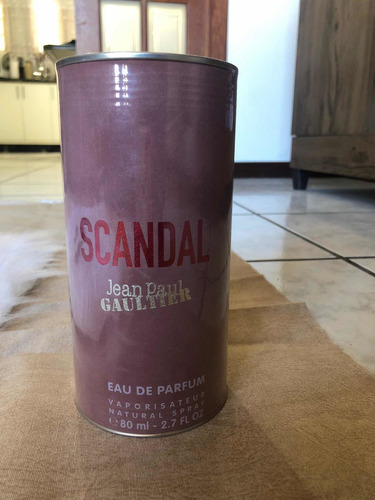 SCANDAL
Jean Paul
GAULTIER
EAU DE PARFUM
VAPORISATEUR
NATURAL SPRAY
℮80 ml - 2.7 FL OZ